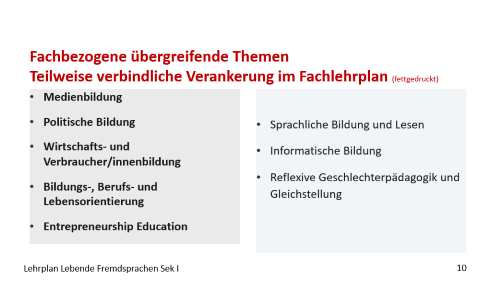 Fachbezogene übergreifende Themen
Teilweise verbindliche Verankerung im Fachlehrplan (fettgedruckt)
• Medienbildung
• Politische Bildung
• Wirtschafts- und
Verbraucher/innenbildung
• Bildungs-, Berufs- und
Lebensorientierung
• Entrepreneurship Education
• Sprachliche Bildung und Lesen
• Informatische Bildung
• Reflexive Geschlechterpädagogik und
Gleichstellung
Lehrplan Lebende Fremdsprachen Sek I
10